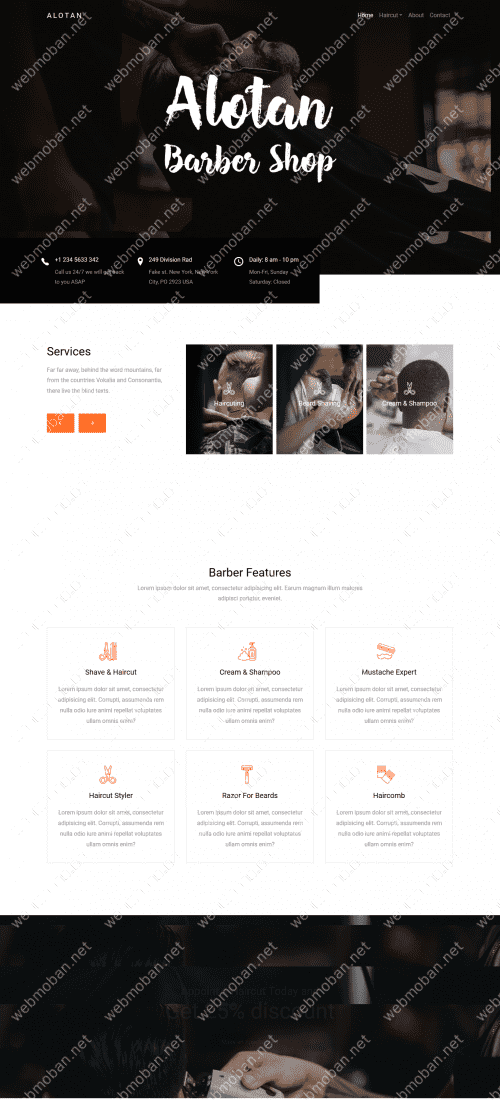 ALOTAN
Home Haircut About Contact
Alotan
Barber Shop
+1 234 5633 342
Call us 24/7 we will get back
to you ASAP
249 Division Rad
Fake st. New York, New York
City, PO 2923 USA
Daily: 8 am - 10 pm
Mon-Fri, Sunday
Saturday: Closed
Services
Far far away, behind the word mountains, far
from the countries Vokalia and Consonantia,
there live the blind texts.
Haircuting
Beard Shaving
Cream & Shampoo
Barber Features
Lorem ipsum dolor sit amet, consectetur adipisicing elit. Earum magnam illum maiores
adipisci pariatur, eveniet.
Shave & Haircut
Lorem ipsum dolor sit amet, consectetur
adipisicing elit. Corrupti, assumenda rem
nulla odio iure animi repellat voluptates
ullam omnis enim?
Cream & Shampoo
Lorem ipsum dolor sit amet, consectetur
adipisicing elit. Corrupti, assumenda rem
nulla odio iure animi repellat voluptates
ullam omnis enim?
Mustache Expert
Lorem ipsum dolor sit amet, consectetur
adipisicing elit. Corrupti, assumenda rem
nulla odio iure animi repellat voluptates
ullam omnis enim?
Haircut Styler
Lorem ipsum dolor sit amet, consectetur
adipisicing elit. Corrupti, assumenda rem
nulla odio iure animi repellat voluptates
ullam omnis enim?
Razor For Beards
Lorem ipsum dolor sit amet, consectetur
adipisicing elit. Corrupti, assumenda rem
nulla odio iure animi repellat voluptates
ullam omnis enim?
Haircomb
Lorem ipsum dolor sit amet, consectetur
adipisicing elit. Corrupti, assumenda rem
nulla odio iure animi repellat voluptates
ullam omnis enim?
Today
discount
webmoban.net